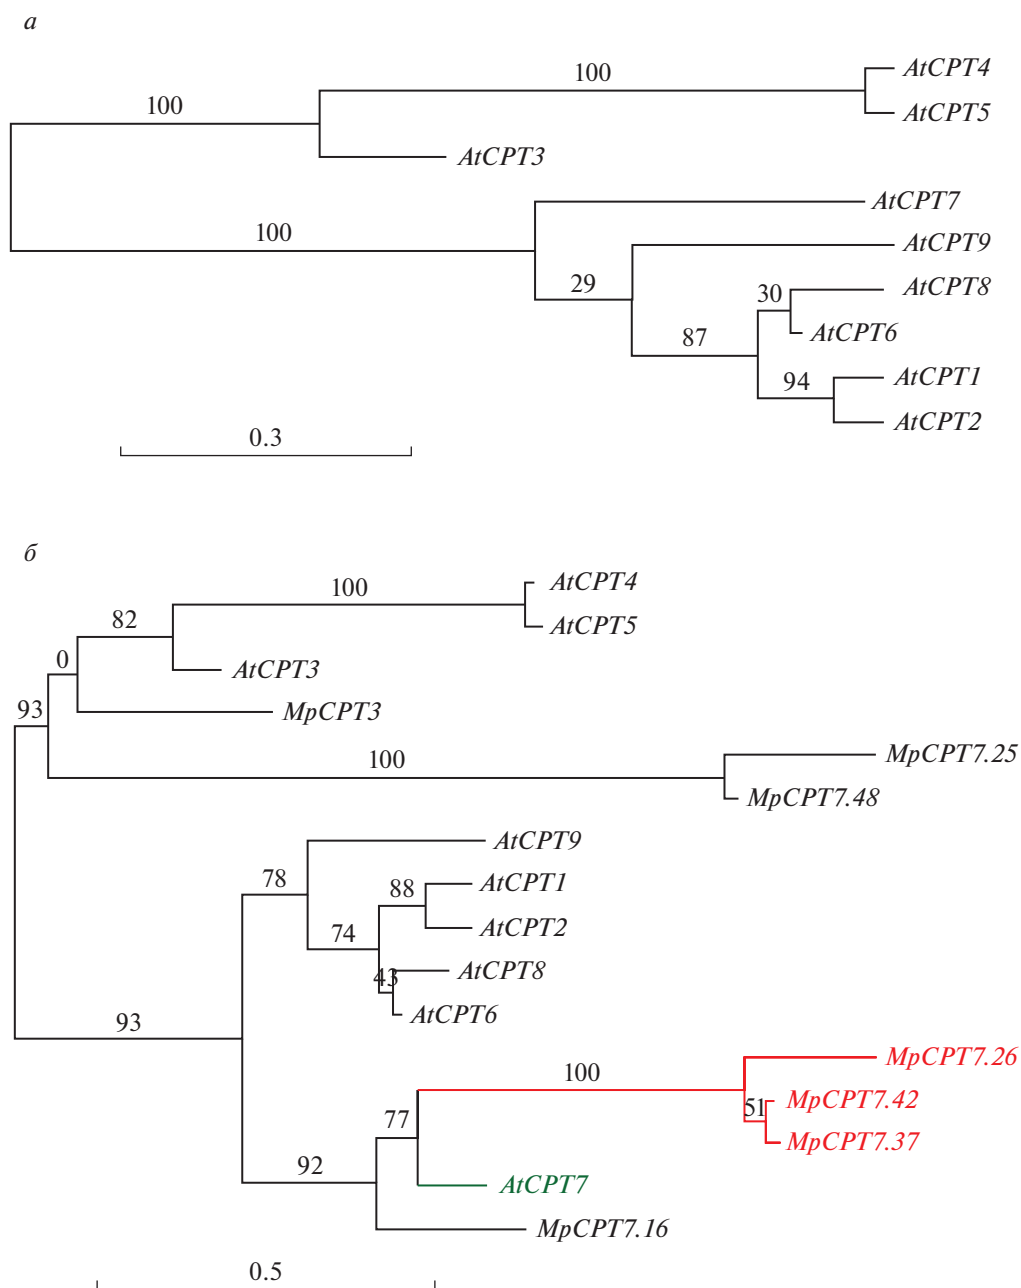 а
100
AtCPT4
100
AtCPT5
AtCPT3
AtCPT7
100
AtCPT9
29
30
AtCPT8
AtCPT6
87
AtCPT1
94
AtCPT2
0.3
б
100
AtCPT4
82
AtCPT5
0
AtCPT3
93
MpCPT3
100
MpCPT7.25
MpCPT7.48
AtCPT9
78
88
AtCPT1
74
AtCPT2
43
AtCPT8
AtCPT6
93
100
MpCPT7.26
51
MpCPT7.42
77
MpCPT7.37
92
AtCPT7
MpCPT7.16
0.5